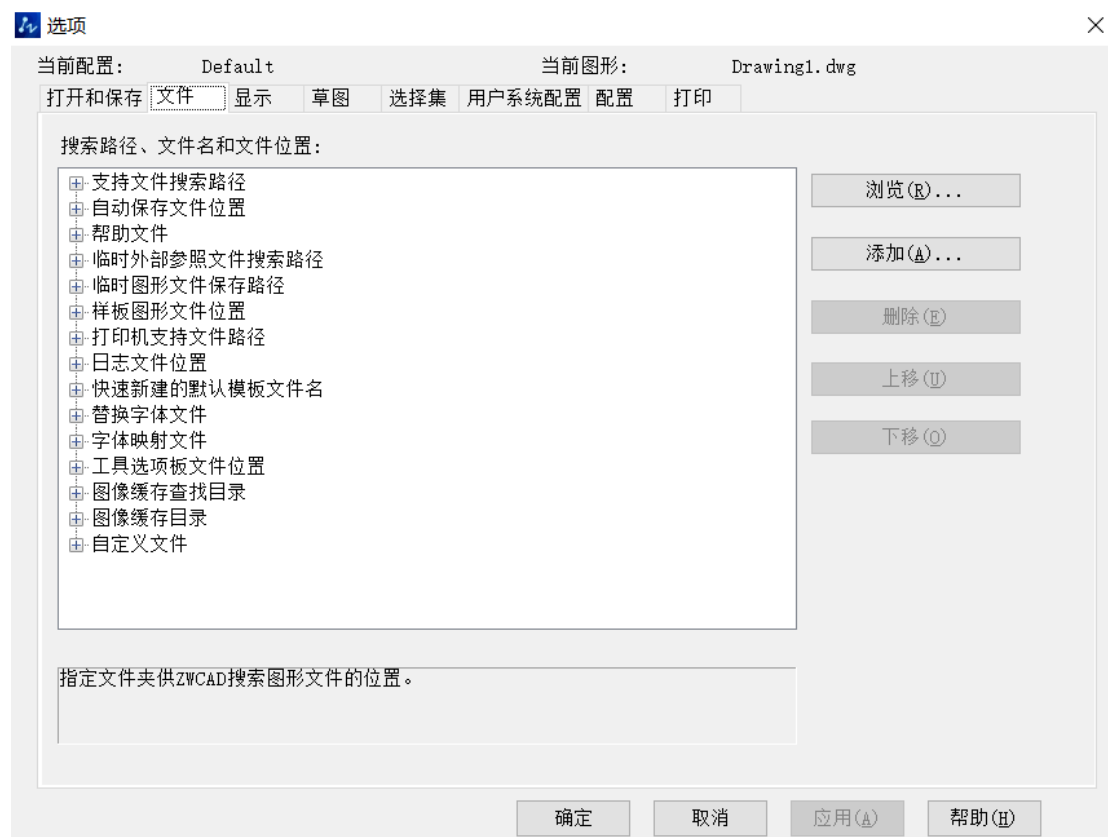 选项
当前配置: Default 当前图形: Drawing1.dwg
打开和保存 文件 显示 草图 选择集 用户系统配置 配置 打印
搜索路径、文件名和文件位置:
支持文件搜索路径
自动保存文件位置
帮助文件
临时外部参照文件搜索路径
临时图形文件保存路径
样板图形文件位置
打印机支持文件路径
日志文件位置
快速新建的默认模板文件名
替换字体文件
字体映射文件
工具选项板文件位置
图像缓存查找目录
图像缓存目录
自定义文件
浏览(R)...
添加(A)...
删除(E)
上移(U)
下移(O)
指定文件夹供ZWCAD搜索图形文件的位置。
确定 取消 应用(A) 帮助(H)